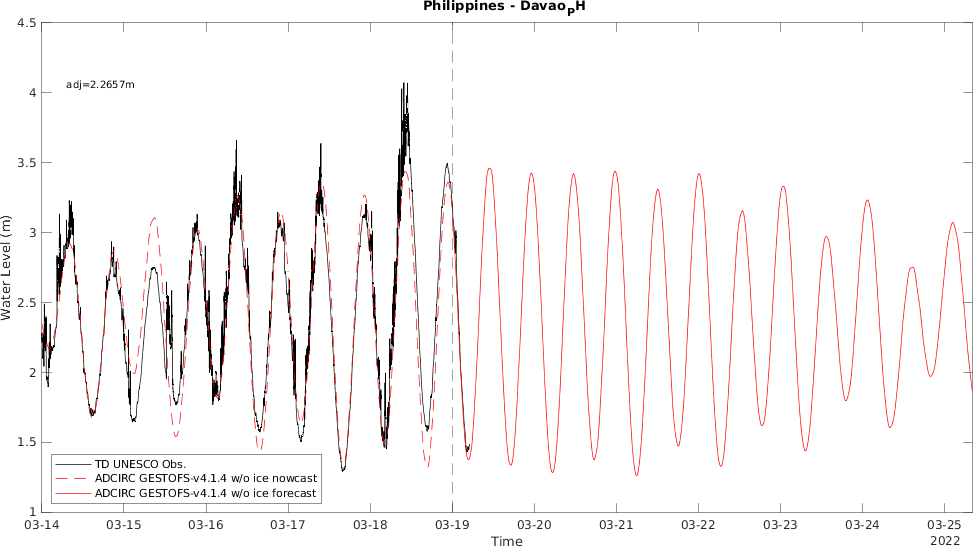 Philippines - Davao_pH
4.5
4
3.5
3
2.5
2
1.5
1
Water Level (m)
adj=2.2657m
TD UNESCO Obs.
ADCIRC GESTOFS-v4.1.4 w/o ice nowcast
ADCIRC GESTOFS-v4.1.4 w/o ice forecast
03-14 03-15 03-16 03-17 03-18 03-19 03-20 03-21 03-22 03-23 03-24 03-25
Time
2022